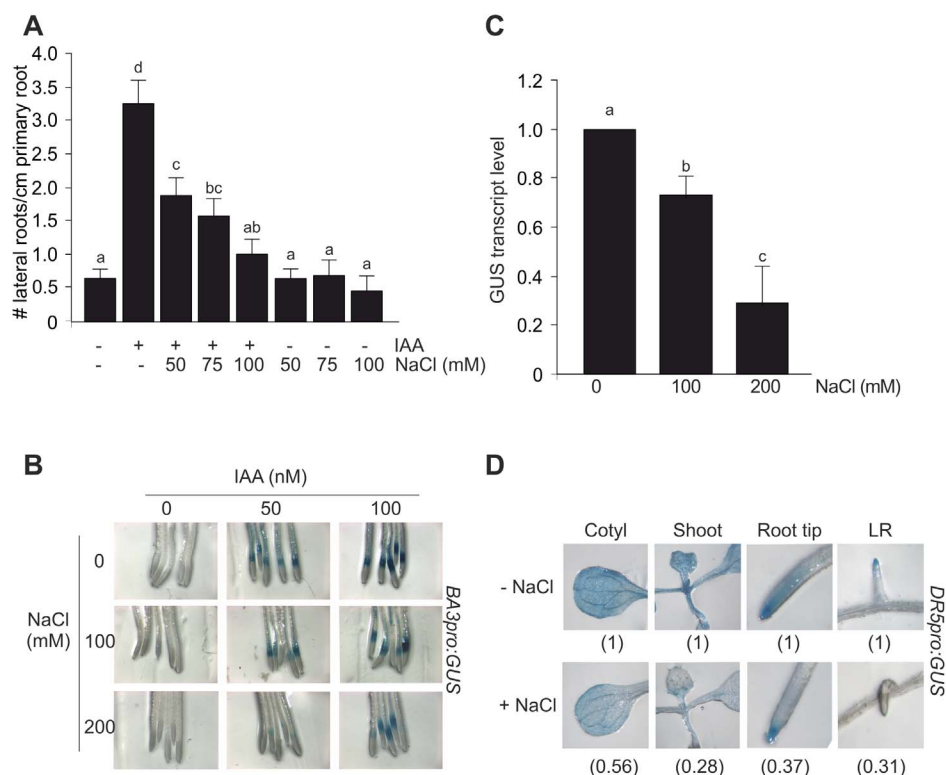 A
# lateral roots/cm primary root
4.0
3.5
3.0
2.5
2.0
1.5
1.0
0.5
0
a d c bc ab a a a
- + + + + - - - IAA
- - 50 75 100 50 75 100 NaCl (mM)
C
GUS transcript level
1.2
1.0
0.8
0.6
0.4
0.2
0
a b c
0 100 200 NaCl (mM)
B
IAA (nM)
0 50 100
NaCl
(mM)
0
100
200
BA3pro:GUS
D
Cotyl Shoot Root tip LR
- NaCl
(1) (1) (1) (1)
+ NaCl
(0.56) (0.28) (0.37) (0.31)
DR5pro:GUS